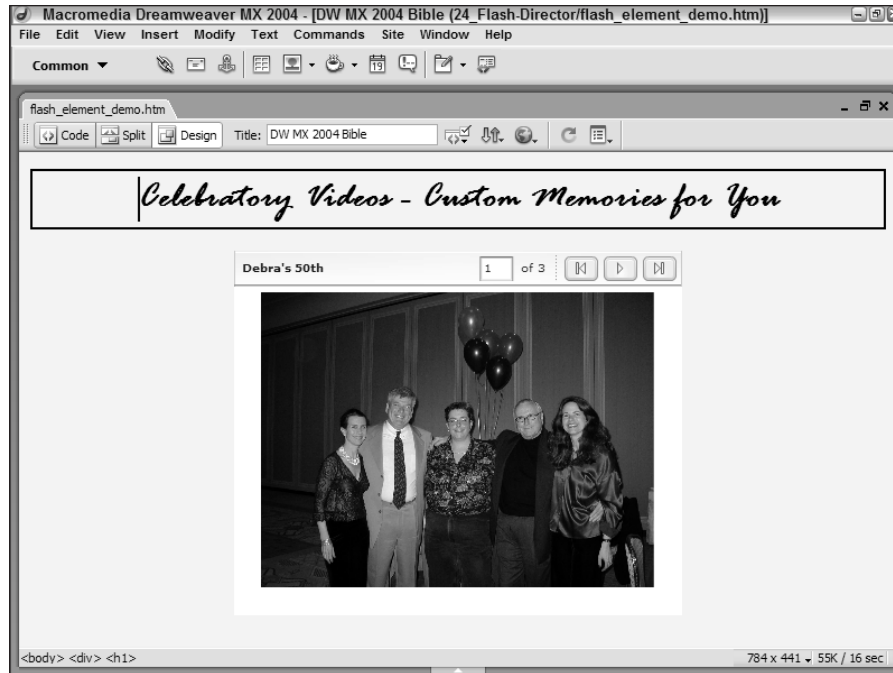 Macromedia Dreamweaver MX 2004 - [DW MX 2004 Bible (24_Flash-Director/flash_element_demo.htm)]
File Edit View Insert Modify Text Commands Site Window Help
Common
19
flash_element_demo.htm
Code Split Design Title: DW MX 2004 Bible
Celebratory Videos - Custom Memories for You
Debra's 50th 1 of 3
<body> <div> <h1> 784 x 441 55K / 16 sec